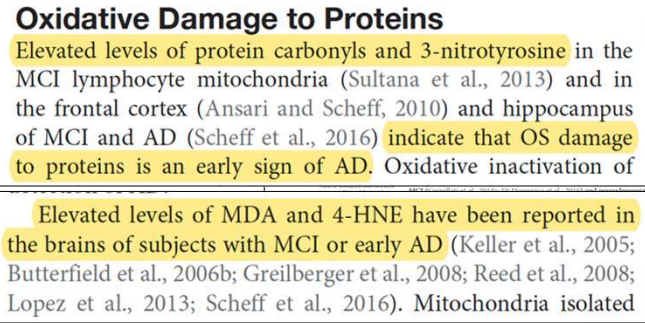 Oxidative Damage to Proteins
Elevated levels of protein carbonyls and 3-nitrotyrosine in the
MCI lymphocyte mitochondria (Sultana et al., 2013) and in
the frontal cortex (Ansari and Scheff, 2010) and hippocampus
of MCI and AD (Scheff et al., 2016) indicate that OS damage
to proteins is an early sign of AD. Oxidative inactivation of
Elevated levels of MDA and 4-HNE have been reported in
the brains of subjects with MCI or early AD (Keller et al., 2005;
Butterfield et al., 2006b; Greilberger et al., 2008; Reed et al., 2008;
Lopez et al., 2013; Scheff et al., 2016). Mitochondria isolated